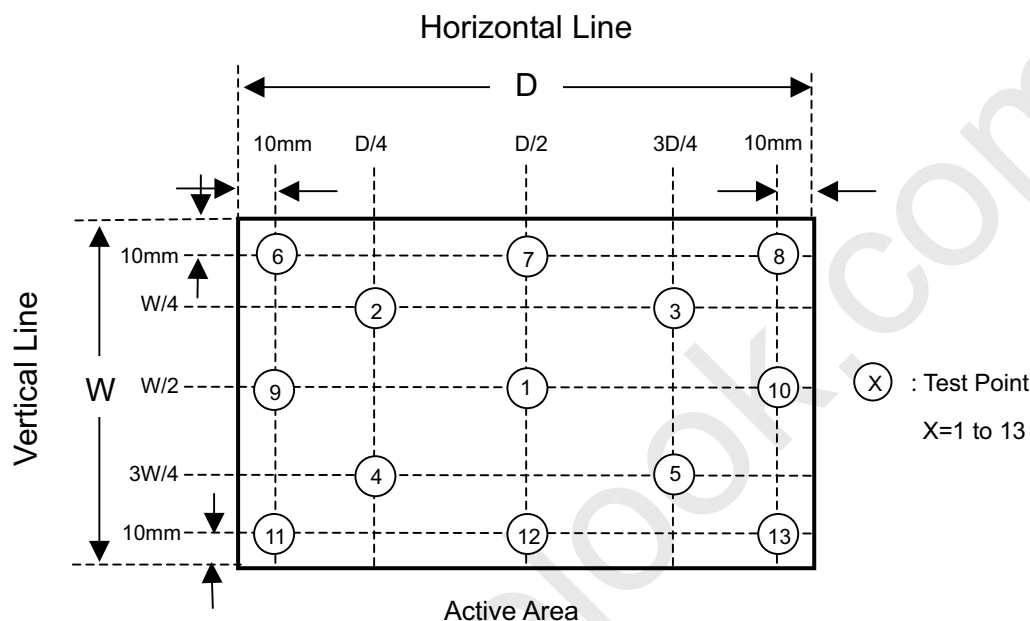 Horizontal Line
D
10mm D/4 D/2 3D/4 10mm
10mm 6 7 8
W/4 2 3
Vertical Line W W/2 9 1 10 X : Test Point
X=1 to 13
3W/4 4 5
10mm 11 12 13
Active Area